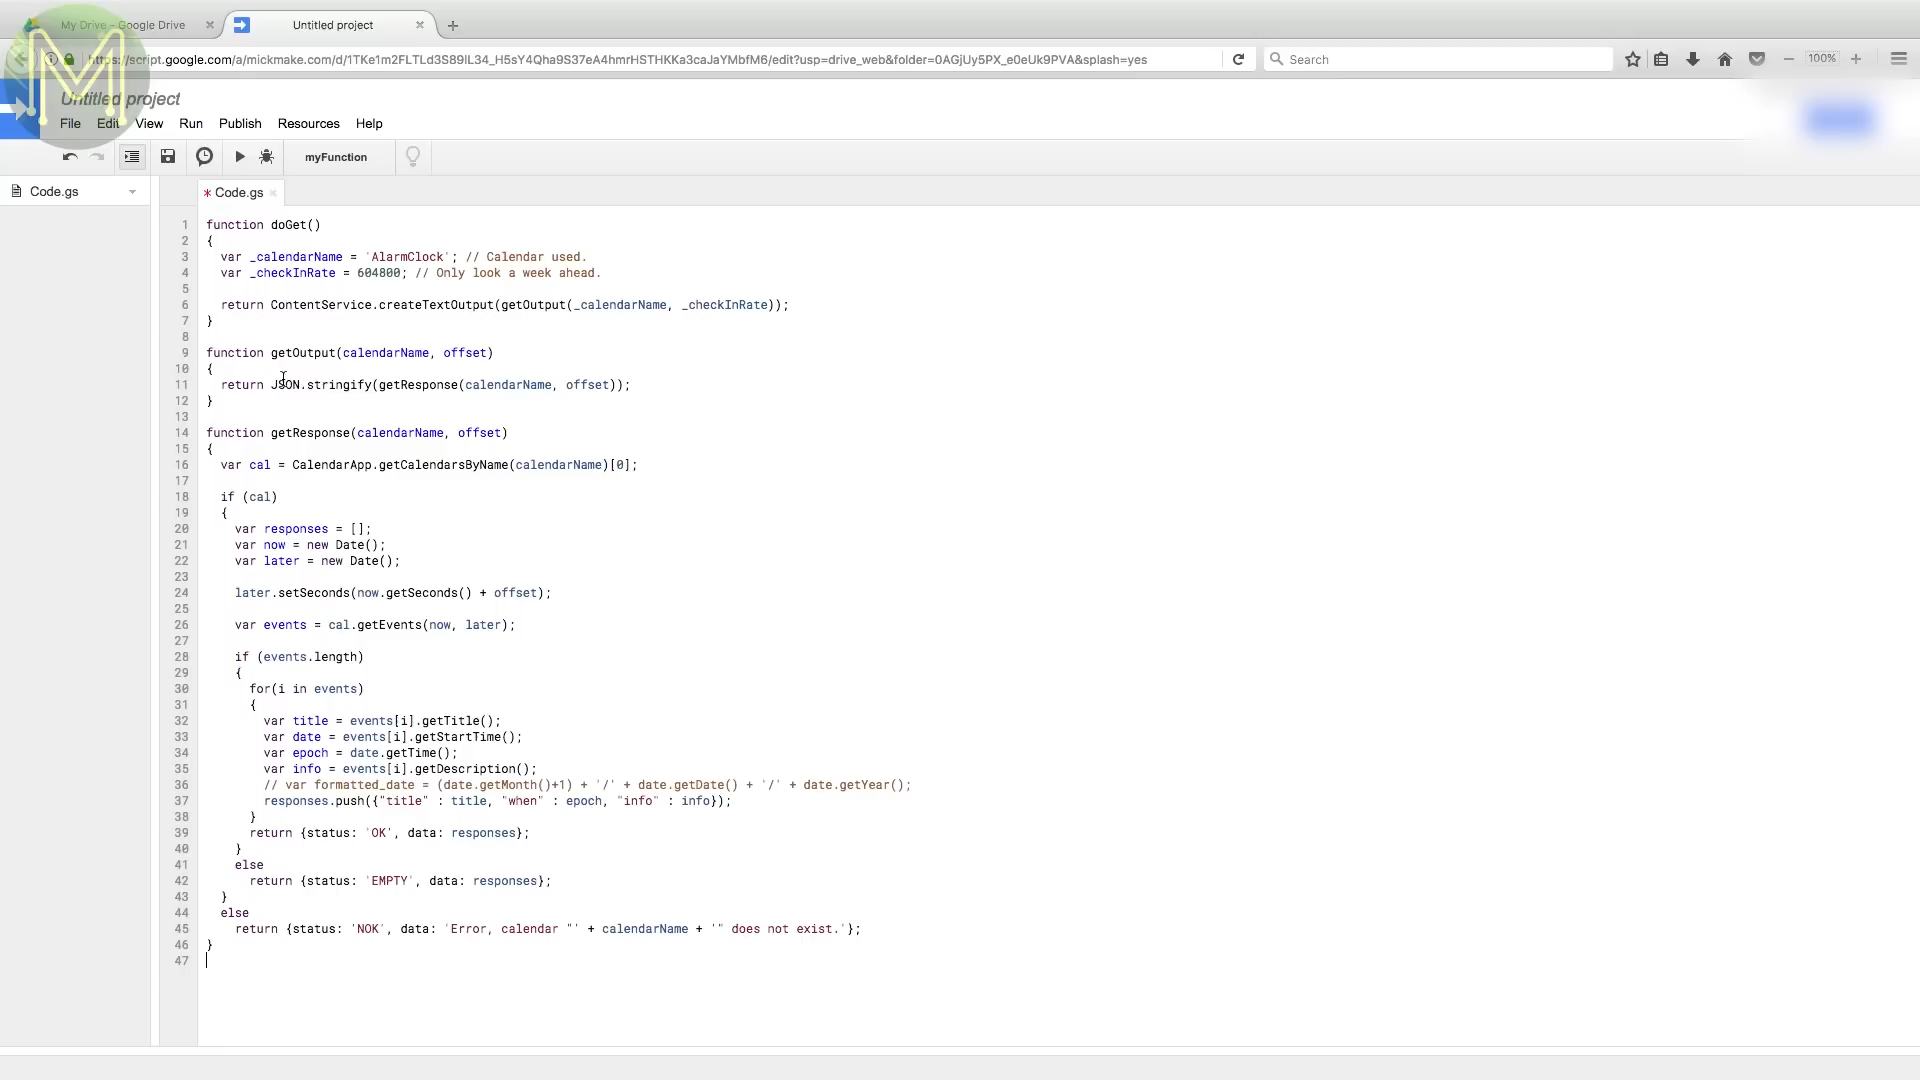 My Drive - Google Drive
Untitled project
https://script.google.com/a/mickmake.com/d/1TKe1m2FLTLd3S89IL34_H5sY4Qha9S37eA4hmrHSTHKKa3caJaYMbfM6/edit?usp=drive_web&folder=0AGjUy5PX_e0eUk9PVA&splash=yes
Search
100%
M
Untitled project
File Edit View Run Publish Resources Help
myFunction
Code.gs
* Code.gs
1 function doGet()
2 {
3 var _calendarName = 'AlarmClock'; // Calendar used.
4 var _checkInRate = 604800; // Only look a week ahead.
5
6 return ContentService.createTextOutput(getOutput(_calendarName, _checkInRate));
7 }
8
9 function getOutput(calendarName, offset)
10 {
11 return JSON.stringify(getResponse(calendarName, offset));
12 }
13
14 function getResponse(calendarName, offset)
15 {
16 var cal = CalendarApp.getCalendarsByName(calendarName)[0];
17
18 if (cal)
19 {
20 var responses = [];
21 var now = new Date();
22 var later = new Date();
23
24 later.setSeconds(now.getSeconds() + offset);
25
26 var events = cal.getEvents(now, later);
27
28 if (events.length)
29 {
30 for(i in events)
31 {
32 var title = events[i].getTitle();
33 var date = events[i].getStartTime();
34 var epoch = date.getTime();
35 var info = events[i].getDescription();
36 // var formatted_date = (date.getMonth()+1) + '/' + date.getDate() + '/' + date.getYear();
37 responses.push({"title" : title, "when" : epoch, "info" : info});
38 }
39 return {status: 'OK', data: responses};
40 }
41 else
42 return {status: 'EMPTY', data: responses};
43 }
44 else
45 return {status: 'NOK', data: 'Error, calendar "' + calendarName + '" does not exist.'};
46 }
47